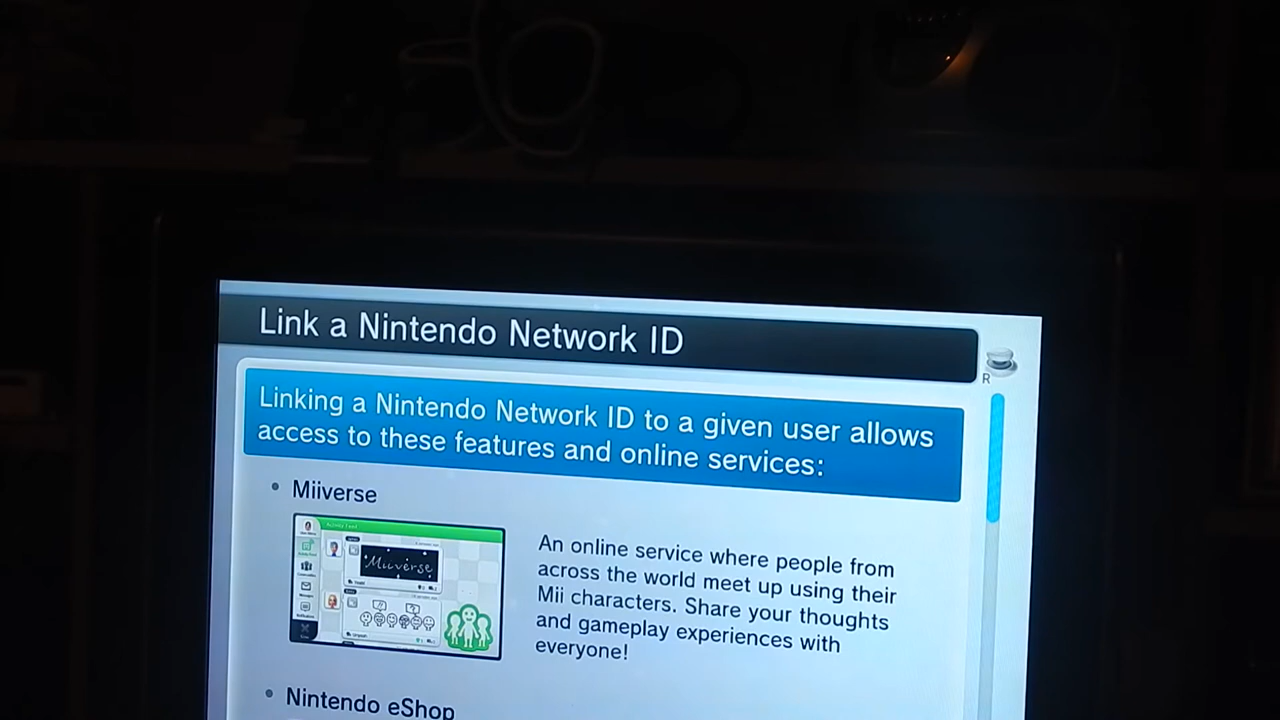 Link a Nintendo Network ID
R
Linking a Nintendo Network ID to a given user allows
access to these features and online services:
• Miiverse
Miiverse
An online service where people from
across the world meet up using their
Mii characters. Share your thoughts
and gameplay experiences with
everyone!
• Nintendo eShop